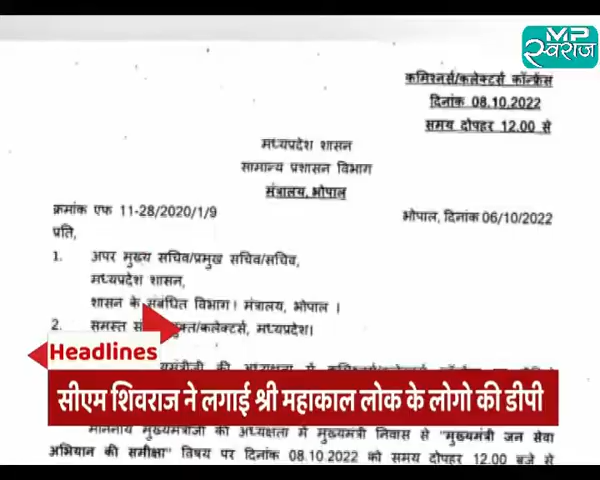 MP
स्वराज
कमिश्नर्स/कलेक्टर्स कॉन्फ्रेंस
दिनांक 08.10.2022
समय दोपहर 12.00 से
मध्यप्रदेश शासन
सामान्य प्रशासन विभाग
मंत्रालय, भोपाल
क्रमांक एफ 11-28/2020/1/9
भोपाल, दिनांक 06/10/2022
प्रति,
1. अपर मुख्य सचिव/प्रमुख सचिव/सचिव,
मध्यप्रदेश शासन,
शासन के संबंधित विभाग। मंत्रालय, भोपाल ।
2. समस्त /कलेक्टर्स, मध्यप्रदेश।
Headlines
की अध्यक्षता में
सीएम शिवराज ने लगाई श्री महाकाल लोक के लोगो की डीपी
माननीय मुख्यमंत्रीजी की अध्यक्षता में मुख्यमंत्री निवास से "मुख्यमंत्री जन सेवा
अभियान की समीक्षा" विषय पर दिनांक 08.10.2022 को समय दोपहर 12.00 बजे से